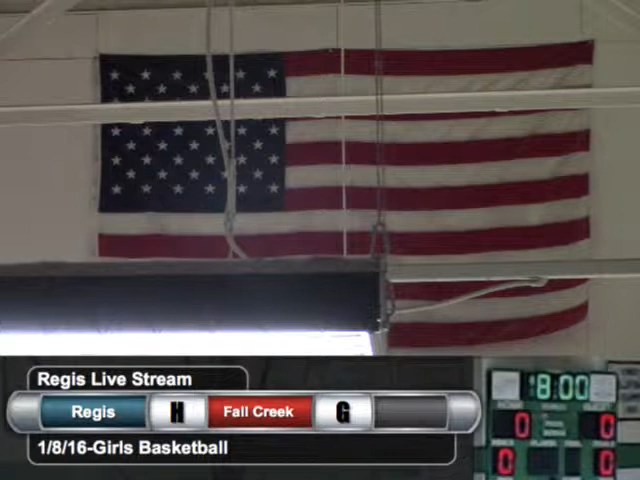 Regis Live Stream
Regis H Fall Creek G
1/8/16-Girls Basketball
8:00
0 0
0 0